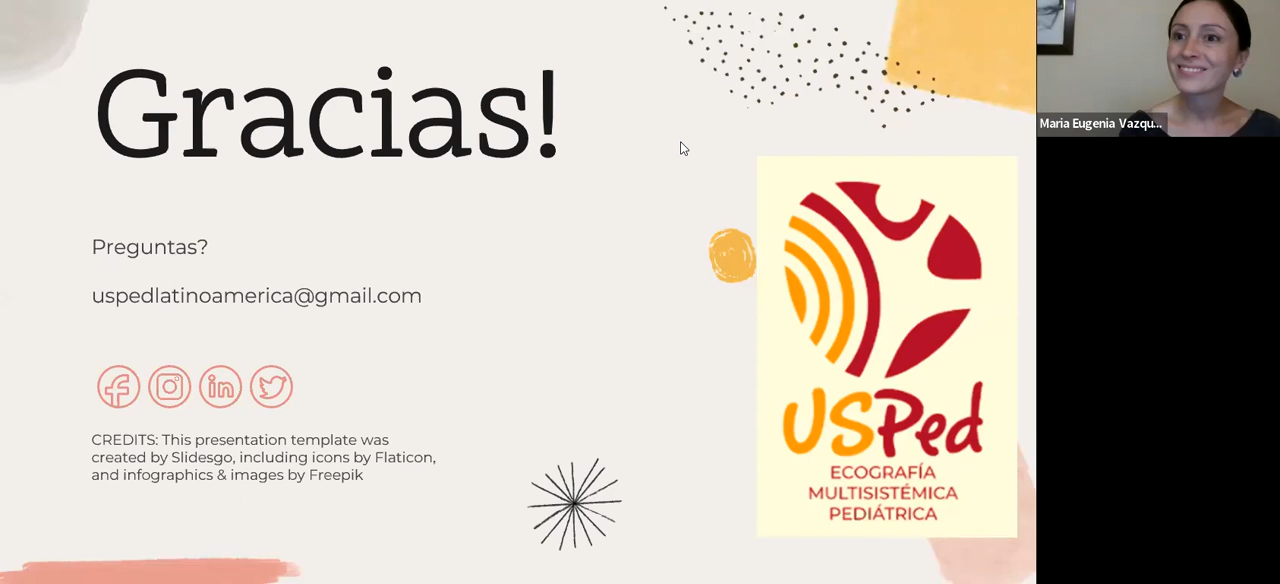 Gracias!
Preguntas?
uspedlatinoamerica@gmail.com
CREDITS: This presentation template was
created by Slidesgo, including icons by Flaticon,
and infographics & images by Freepik
USPed
ECOGRAFÍA
MULTISISTÉMICA
PEDIÁTRICA
Maria Eugenia Vazqu...